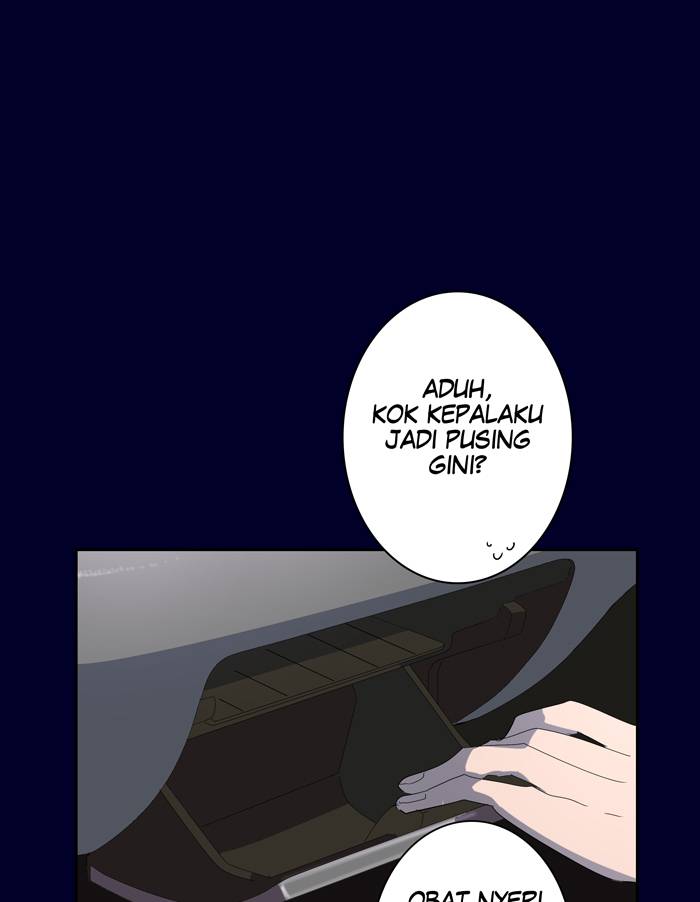 ADUH,
KOK KEPALAKU
JADI PUSING
GINI?
OBAT NYERI